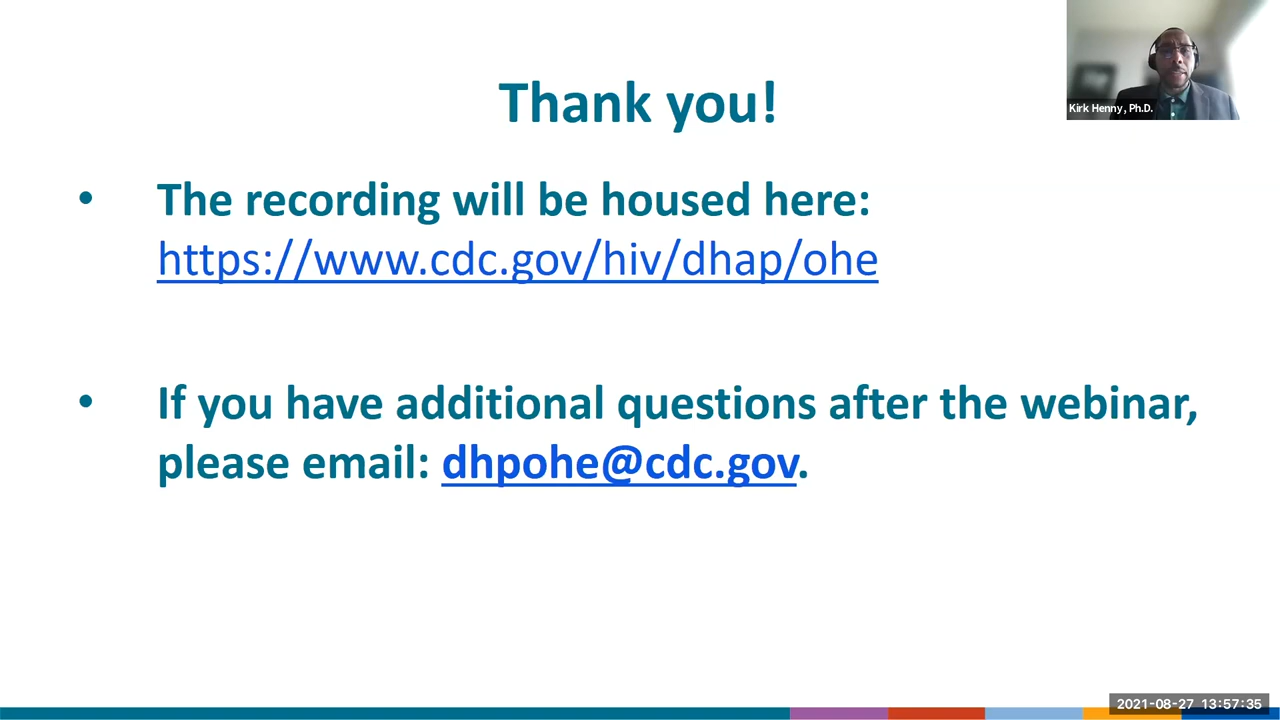 Kirk Henny, Ph.D.
Thank you!
• The recording will be housed here:
https://www.cdc.gov/hiv/dhap/ohe
• If you have additional questions after the webinar,
please email: dhpohe@cdc.gov.
2021-08-27 13:57:35